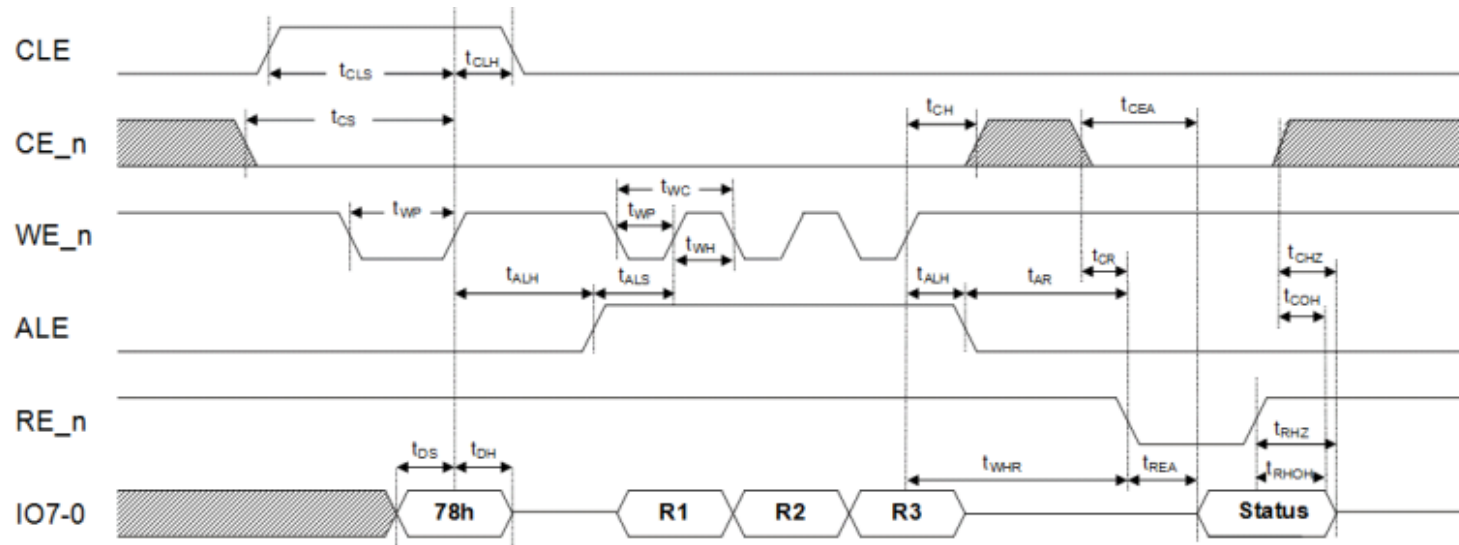 CLE
tCLS
tCLH
CE_n
tCS
tCH
tCEA
WE_n
tWP
tWC
tWP
tWH
tCR
tCHZ
tALH
tALS
tALH
tAR
tCOH
ALE
RE_n
tDS
tDH
tWHR
tREA
tRHZ
tRHOH
IO7-0
78h
R1
R2
R3
Status